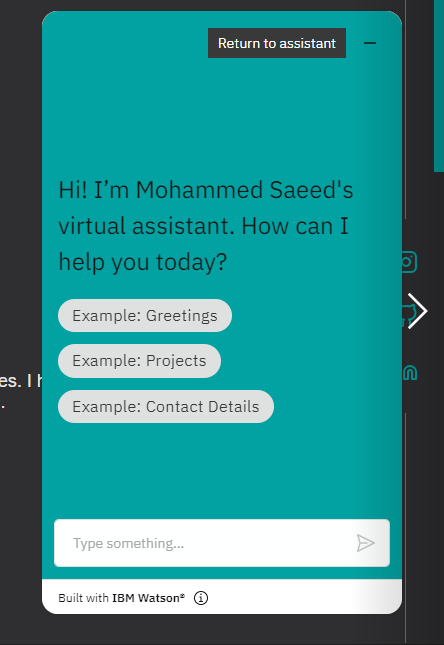 Return to assistant
Hi! I’m Mohammed Saeed's
virtual assistant. How can I
help you today?
Example: Greetings
Example: Projects
es. I h
.
Example: Contact Details
Type something...
Built with IBM Watson®